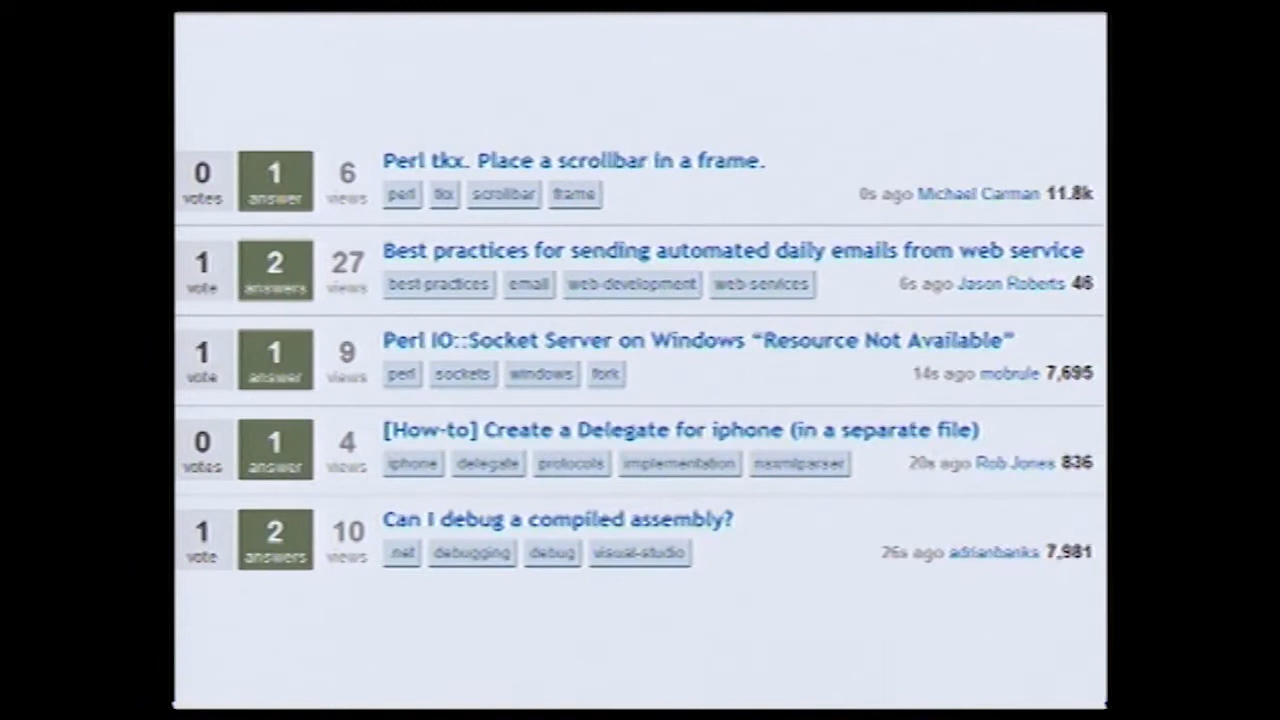 0 votes 1 answer 6 views Perl tkx. Place a scrollbar in a frame.
perl tkx scrollbar frame 0s ago Michael Carman 11.8k
1 vote 2 answers 27 views Best practices for sending automated daily emails from web service
best-practices email web-development web-services 6s ago Jason Roberts 46
1 vote 1 answer 9 views Perl IO::Socket Server on Windows “Resource Not Available”
perl sockets windows fork 14s ago mobrule 7,695
0 votes 1 answer 4 views [How-to] Create a Delegate for iphone (in a separate file)
iphone delegate protocols implementation nsxmlparser 20s ago Rob Jones 836
1 vote 2 answers 10 views Can I debug a compiled assembly?
.net debugging debug visual-studio 26s ago adrianbanks 7,981